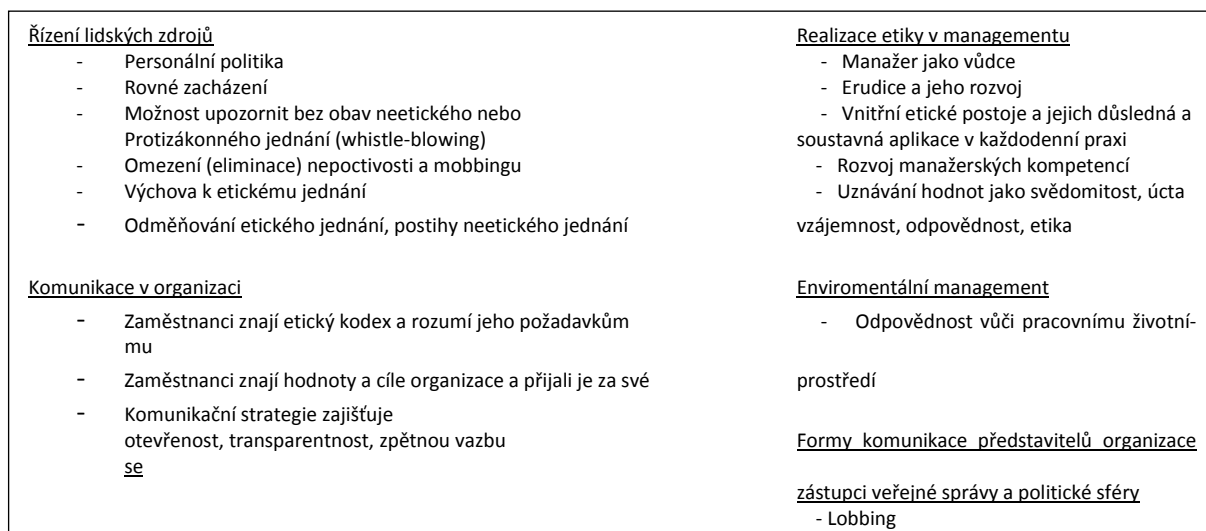 Řízení lidských zdrojů
- Personální politika
- Rovné zacházení
- Možnost upozornit bez obav neetického nebo
Protizákonného jednání (whistle-blowing)
- Omezení (eliminace) nepoctivosti a mobbingu
- Výchova k etickému jednání
- Odměňování etického jednání, postihy neetického jednání
Realizace etiky v managementu
- Manažer jako vůdce
- Erudice a jeho rozvoj
- Vnitřní etické postoje a jejich důsledná a
soustavná aplikace v každodenní praxi
- Rozvoj manažerských kompetencí
- Uznávání hodnot jako svědomitost, úcta
vzájemnost, odpovědnost, etika
Komunikace v organizaci
- Zaměstnanci znají etický kodex a rozumí jeho požadavkům
mu
- Zaměstnanci znají hodnoty a cíle organizace a přijali je za své
- Komunikační strategie zajišťuje
otevřenost, transparentnost, zpětnou vazbu
se
Enviromentální management
- Odpovědnost vůči pracovnímu životní-
prostředí
Formy komunikace představitelů organizace
zástupci veřejné správy a politické sféry
- Lobbing